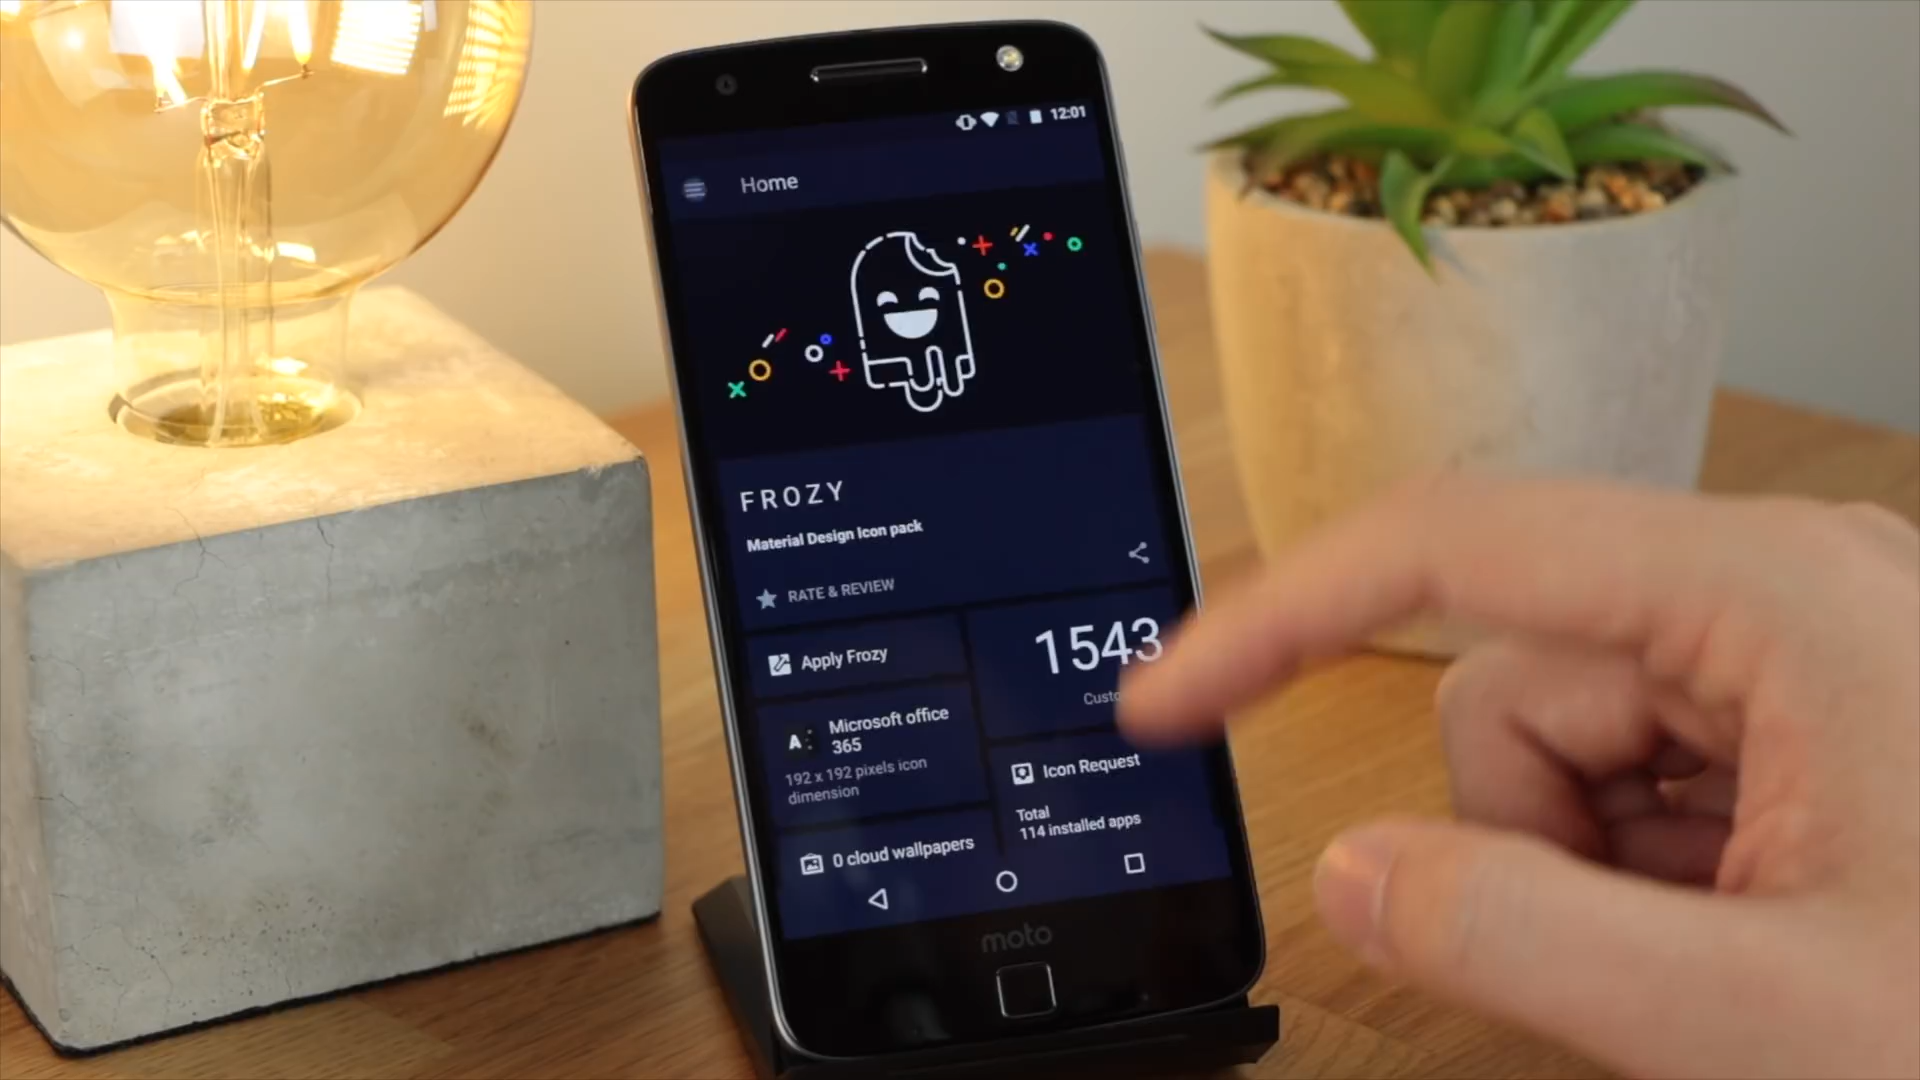 12:01
Home
FROZY
Material Design Icon pack
RATE & REVIEW
Apply Frozy
1543
Microsoft office
365
192 x 192 pixels icon
dimension
Icon Request
Total
114 installed apps
0 cloud wallpapers
moto